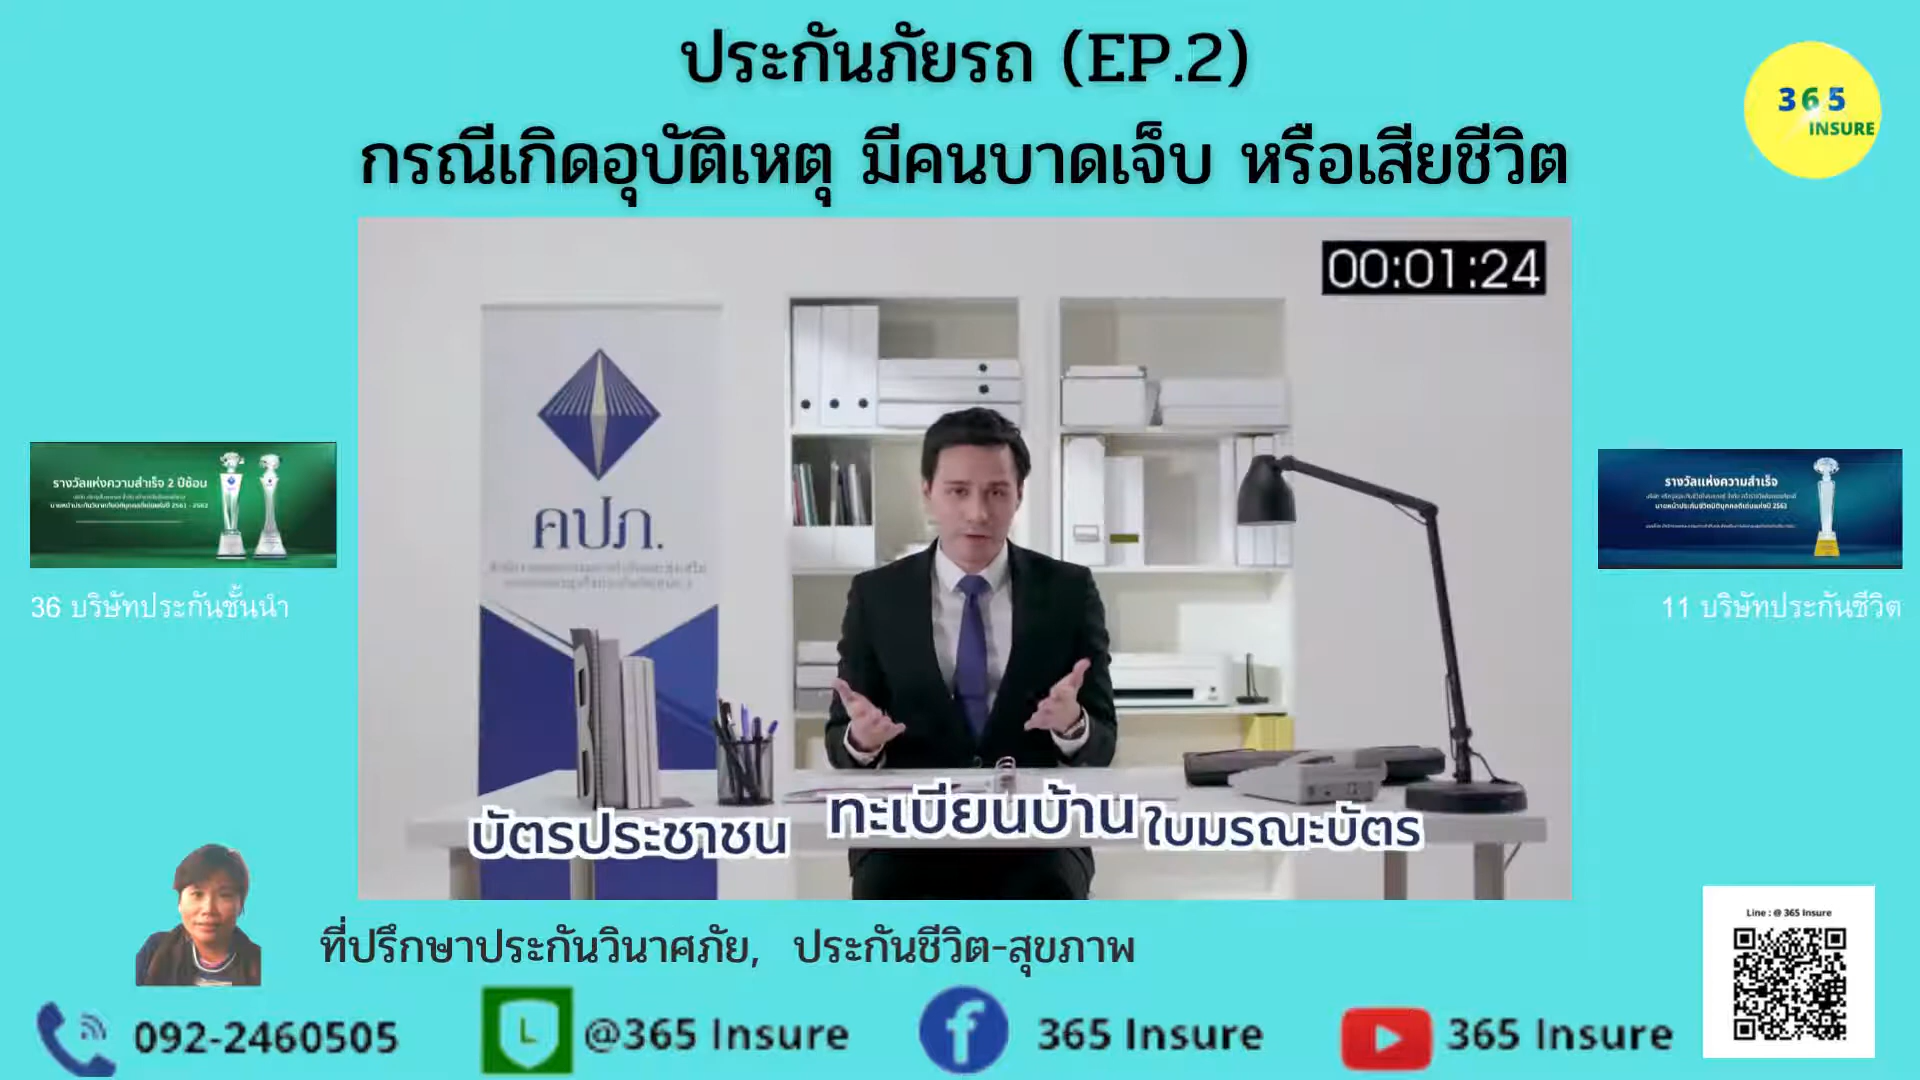 ประกันภัยรถ (EP.2)
กรณีเกิดอุบัติเหตุ มีคนบาดเจ็บ หรือเสียชีวิต
365
INSURE
00:01:24
คปภ.
รางวัลแห่งความสำเร็จ 2 ปีซ้อน
36 บริษัทประกันชั้นนำ
รางวัลแห่งความสำเร็จ
11 บริษัทประกันชีวิต
บัตรประชาชน ทะเบียนบ้าน ใบมรณะบัตร
ที่ปรึกษาประกันวินาศภัย, ประกันชีวิต-สุขภาพ
Line : @ 365 Insure
092-2460505
L
@365 Insure
365 Insure
365 Insure